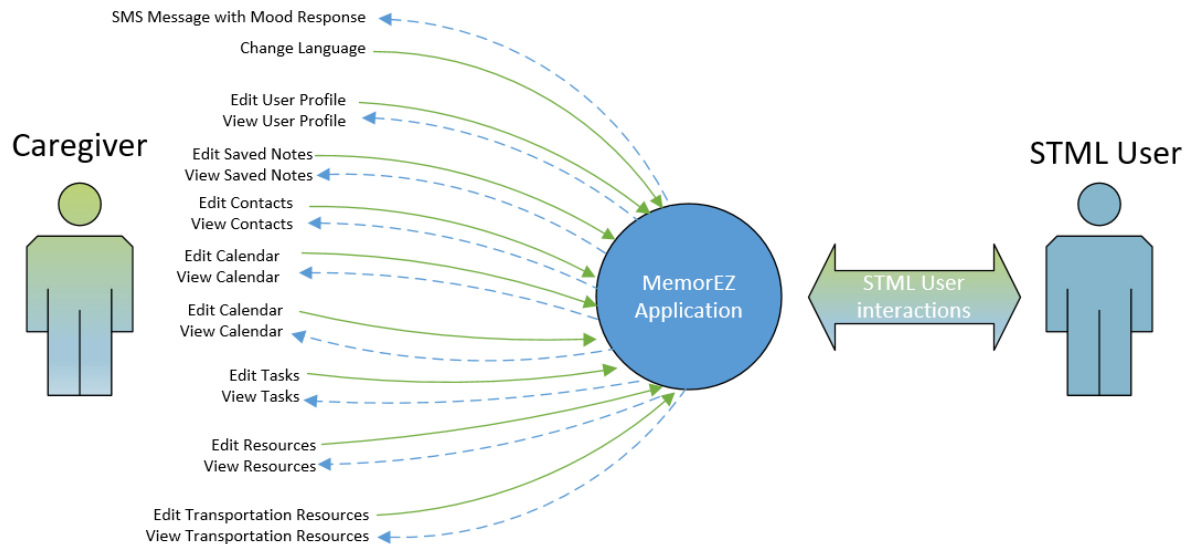 SMS Message with Mood Response
Change Language
Edit User Profile
View User Profile
Caregiver
STML User
Edit Saved Notes
View Saved Notes
Edit Contacts
View Contacts
Edit Calendar
View Calendar
MemorEZ
Application
STML User
interactions
Edit Calendar
View Calendar
Edit Tasks
View Tasks
Edit Resources
View Resources
Edit Transportation Resources
View Transportation Resources